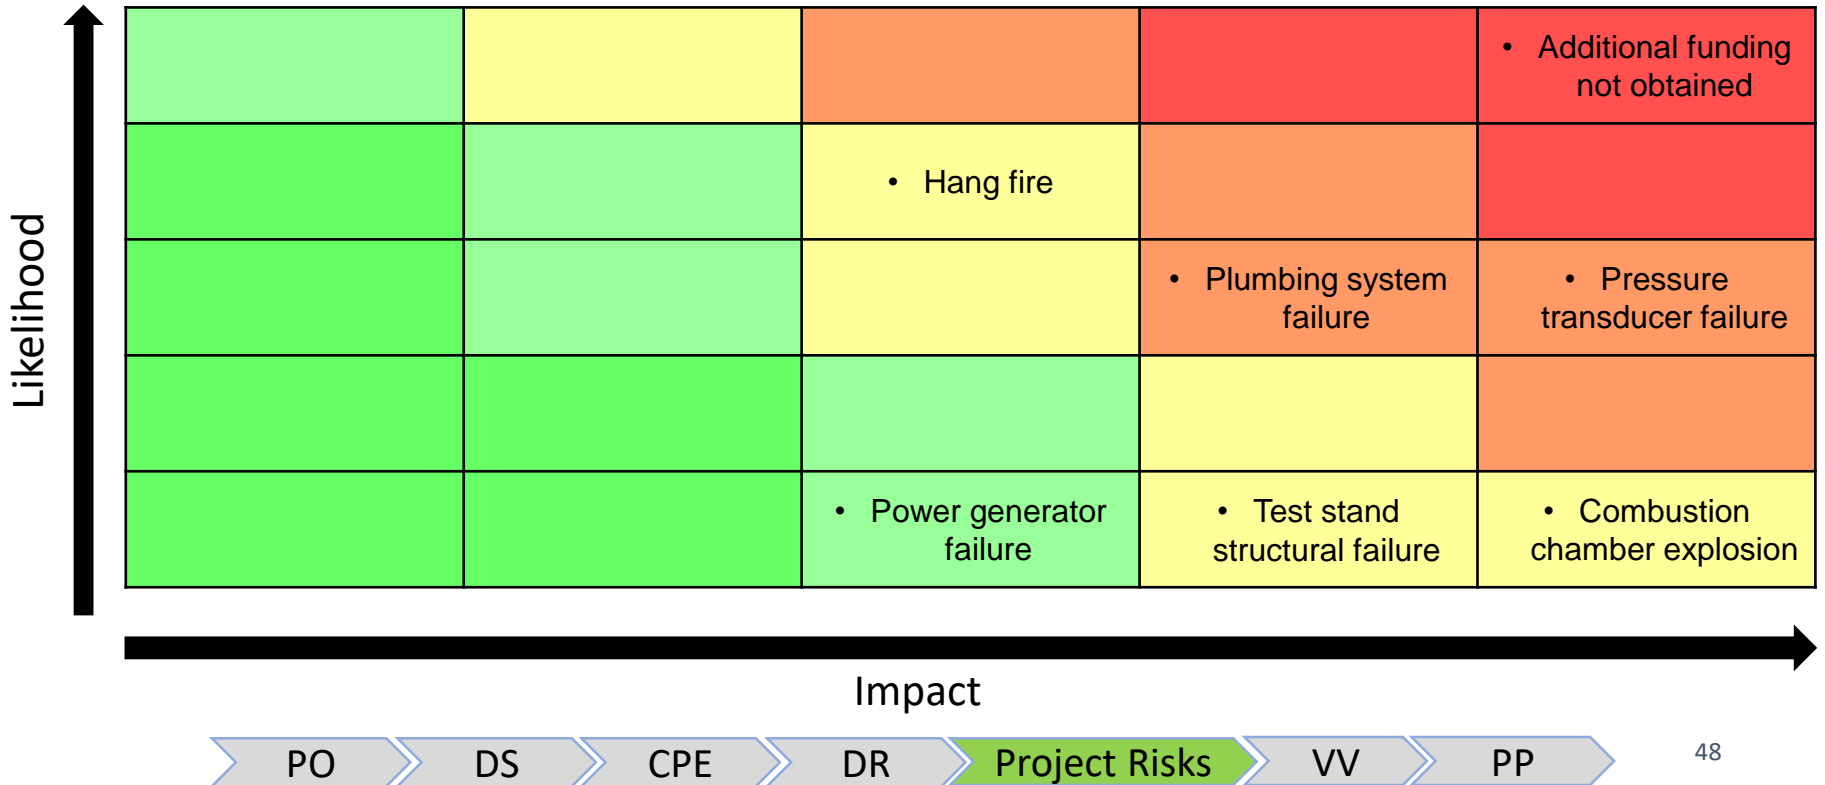 • Additional funding
not obtained
• Hang fire
• Plumbing system
failure
• Pressure
transducer failure
• Power generator
failure
• Test stand
structural failure
• Combustion
chamber explosion
Likelihood
Impact
PO
DS
CPE
DR
Project Risks
VV
PP
48